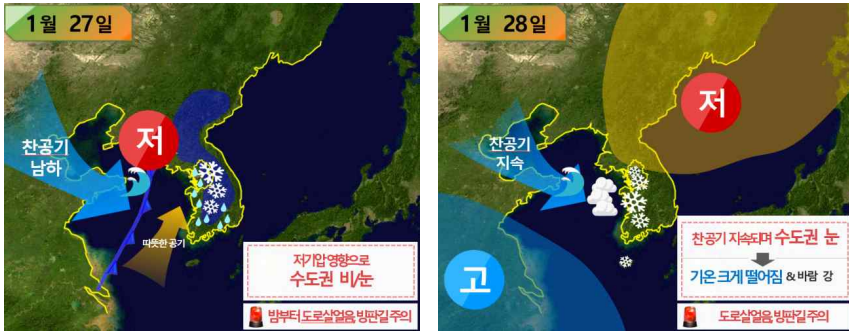 1월 27일
저
찬공기
남하
따뜻한 공기
저기압 영향으로
수도권 비/눈
밤부터 도로살얼음, 빙판길 주의
1월 28일
저
찬공기
지속
고
찬 공기 지속되며 수도권 눈
기온 크게 떨어짐 & 바람 강
도로살얼음, 빙판길 주의